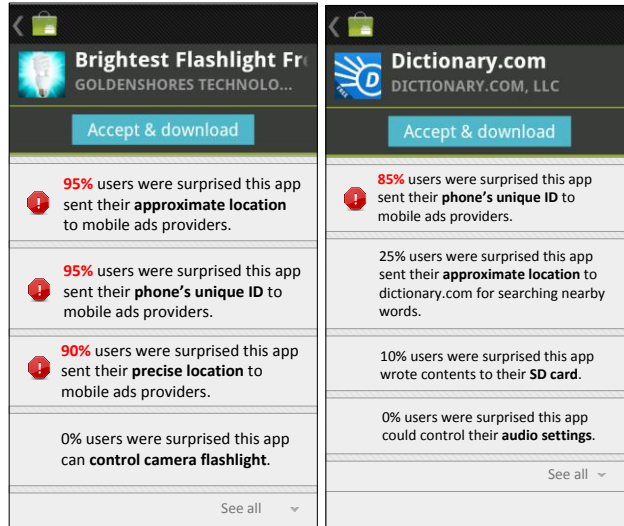 Brightest Flashlight Fre
GOLDENSHORES TECHNOLO...
Accept & download
95% users were surprised this app
sent their approximate location
to mobile ads providers.
95% users were surprised this app
sent their phone's unique ID to
mobile ads providers.
90% users were surprised this app
sent their precise location to
mobile ads providers.
0% users were surprised this app
can control camera flashlight.
See all
Dictionary.com
DICTIONARY.COM, LLC
FREE
Accept & download
85% users were surprised this app
sent their phone's unique ID to
mobile ads providers.
25% users were surprised this app
sent their approximate location to
dictionary.com for searching nearby
words.
10% users were surprised this app
wrote contents to their SD card.
0% users were surprised this app
could control their audio settings.
See all